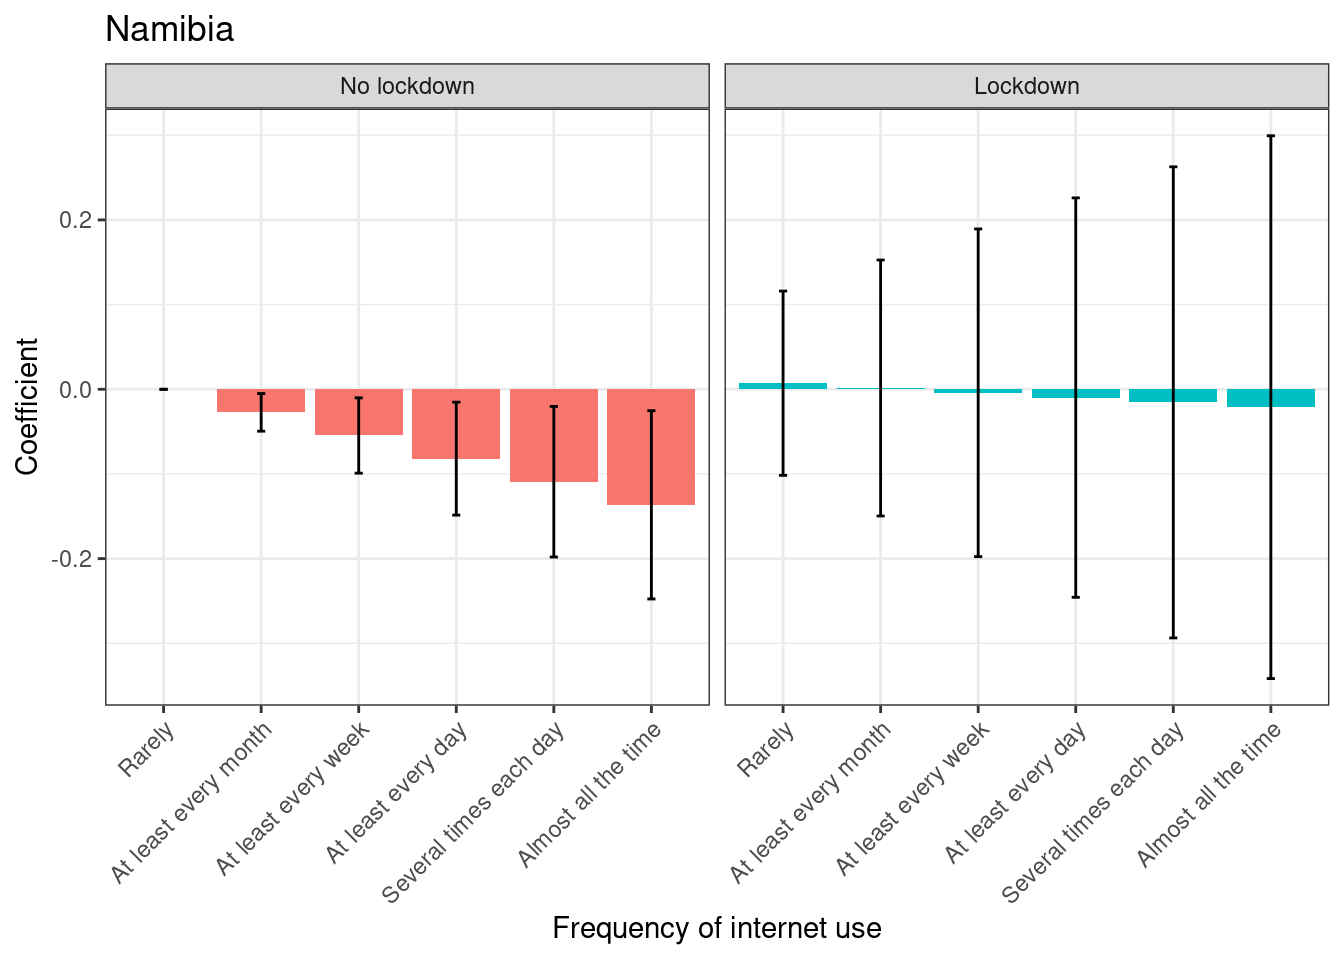 Namibia
No lockdown
Lockdown
Coefficient
0.2
0.0
-0.2
Rarely
At least every month
At least every week
At least every day
Several times each day
Almost all the time
Rarely
At least every month
At least every week
At least every day
Several times each day
Almost all the time
Frequency of internet use